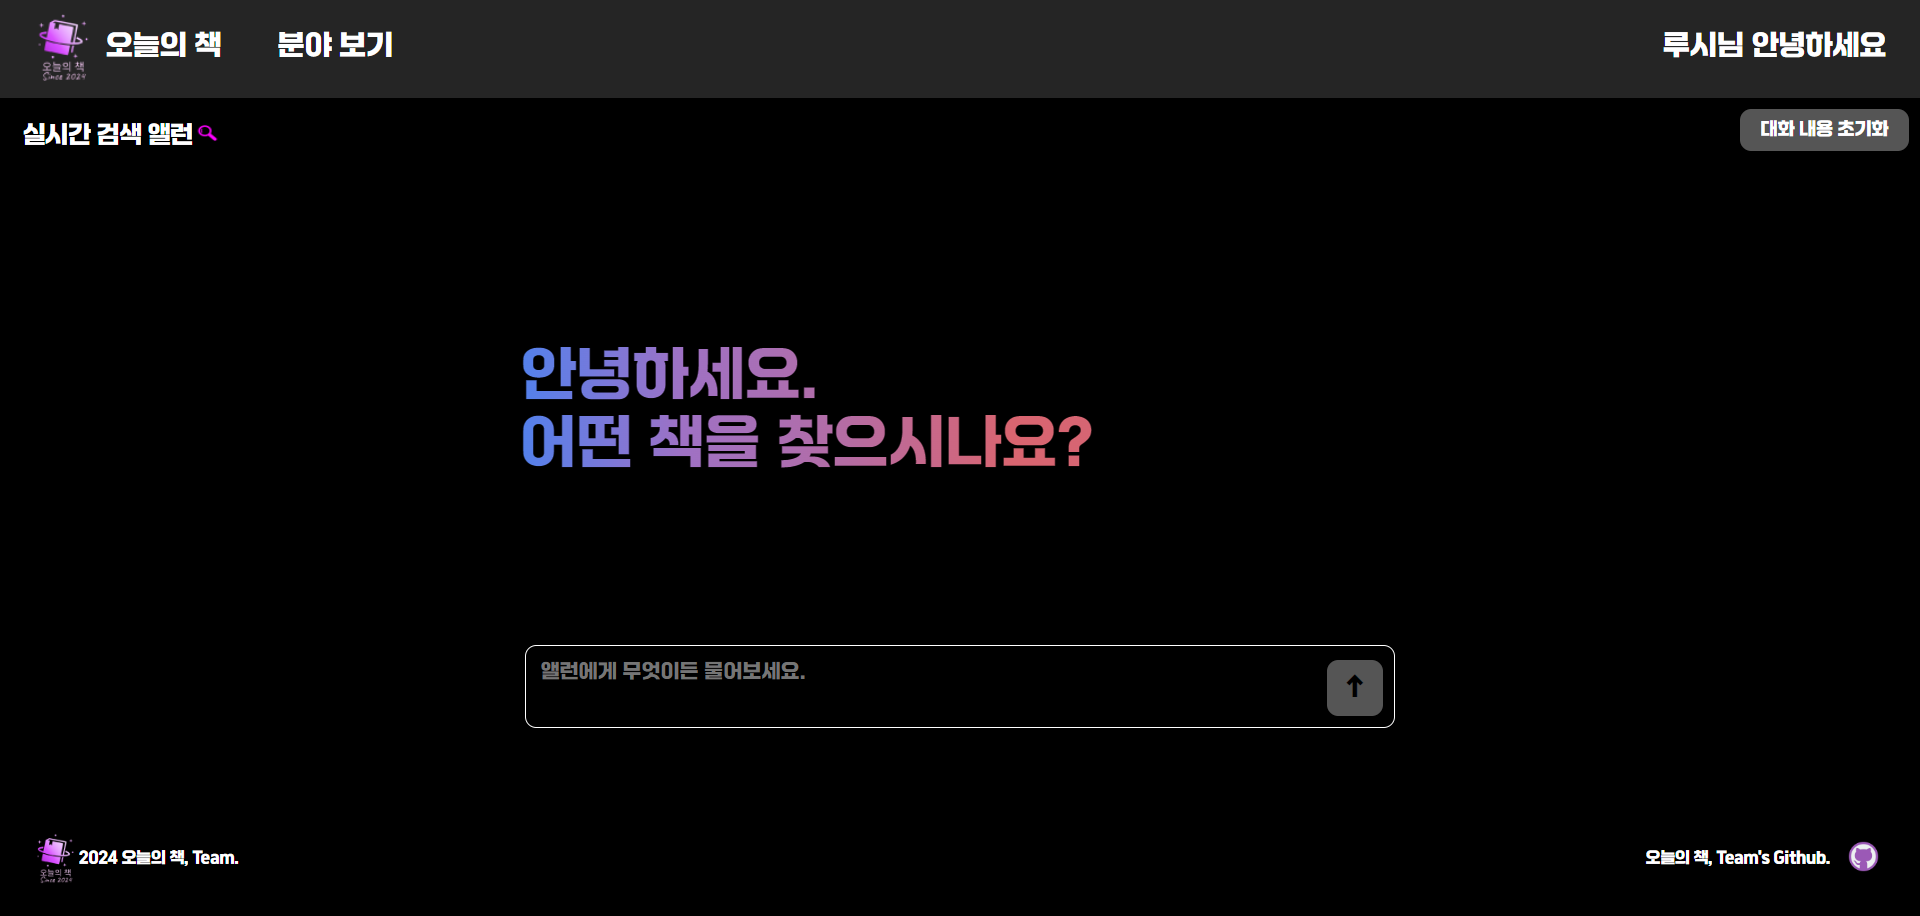 오늘의 책
Since 2024
오늘의 책
분야 보기
루시님 안녕하세요
실시간 검색 앨런
대화 내용 초기화
안녕하세요.
어떤 책을 찾으시나요?
앨런에게 무엇이든 물어보세요.
오늘의 책
Since 2024
2024 오늘의 책, Team.
오늘의 책, Team's Github.